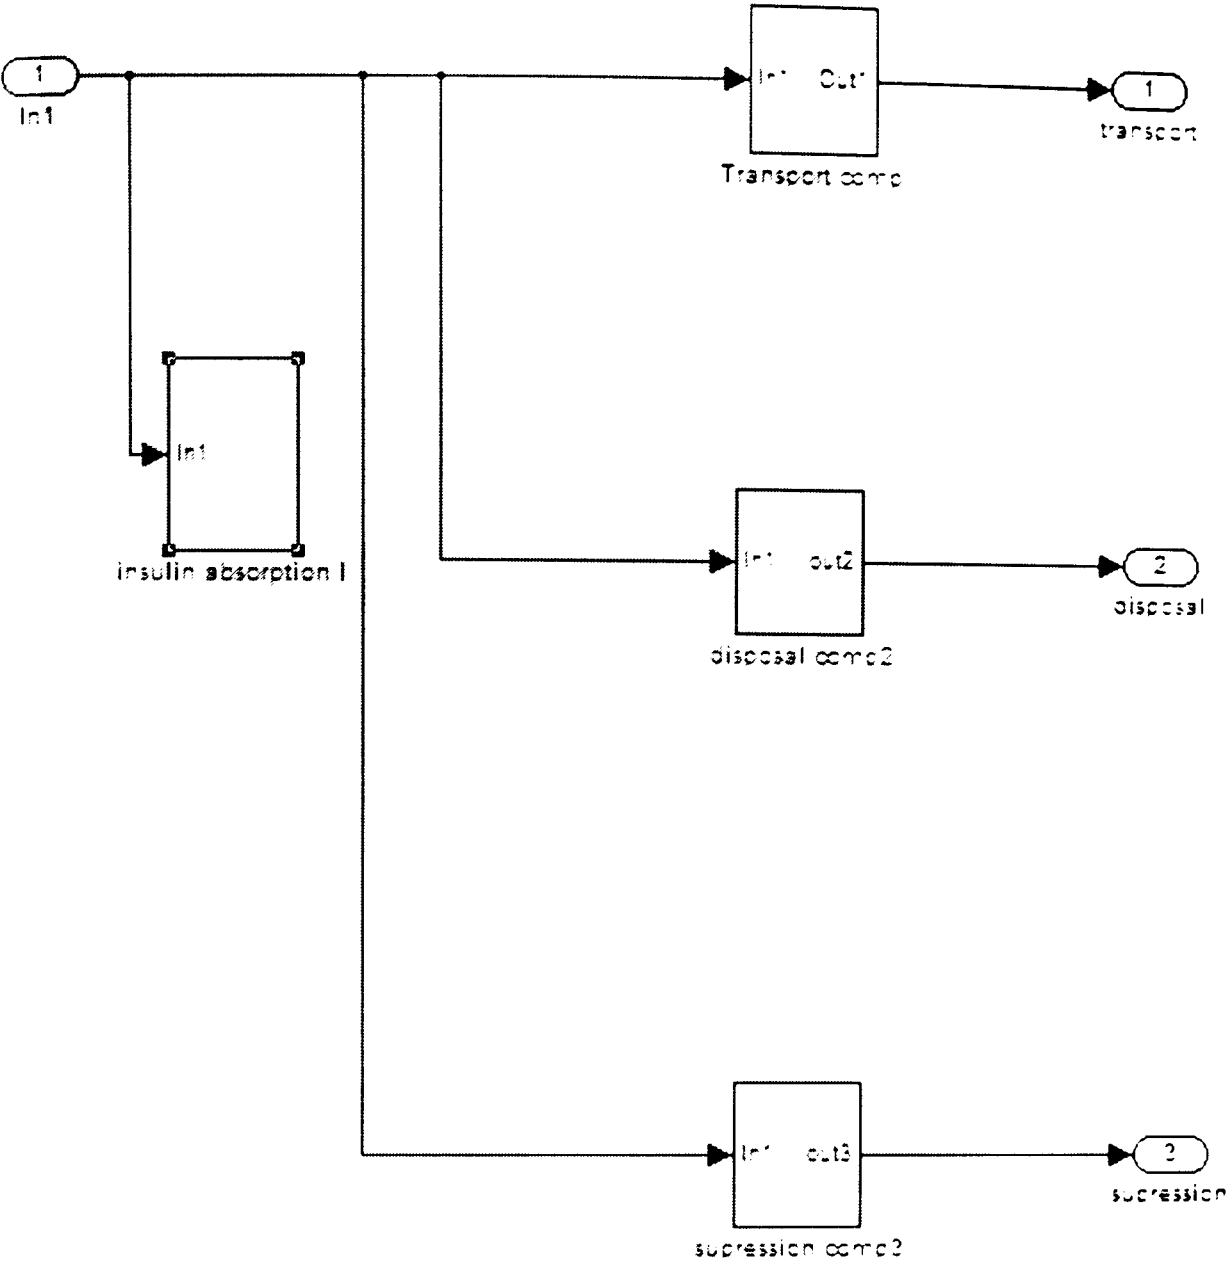 1
In1
In1
Out1
Transport comp
1
transport
In1
insulin absorption I
In1
out2
disposal comp2
2
disposal
In1
out3
supression comp3
3
supression